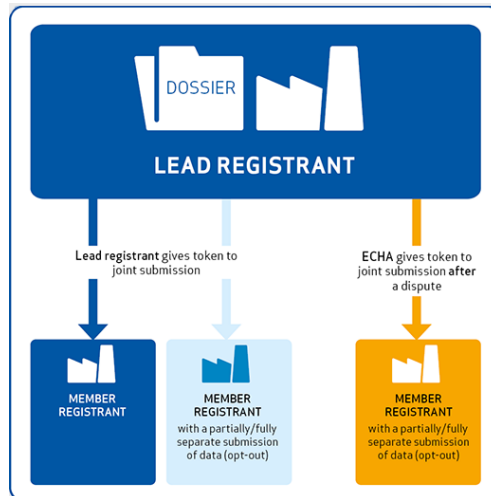 DOSSIER
LEAD REGISTRANT
Lead registrant gives token to
joint submission
ECHA gives token to
joint submission after
a dispute
MEMBER
REGISTRANT
MEMBER
REGISTRANT
with a partially/fully
separate submission
of data (opt-out)
MEMBER
REGISTRANT
with a partially/fully
separate submission
of data (opt-out)